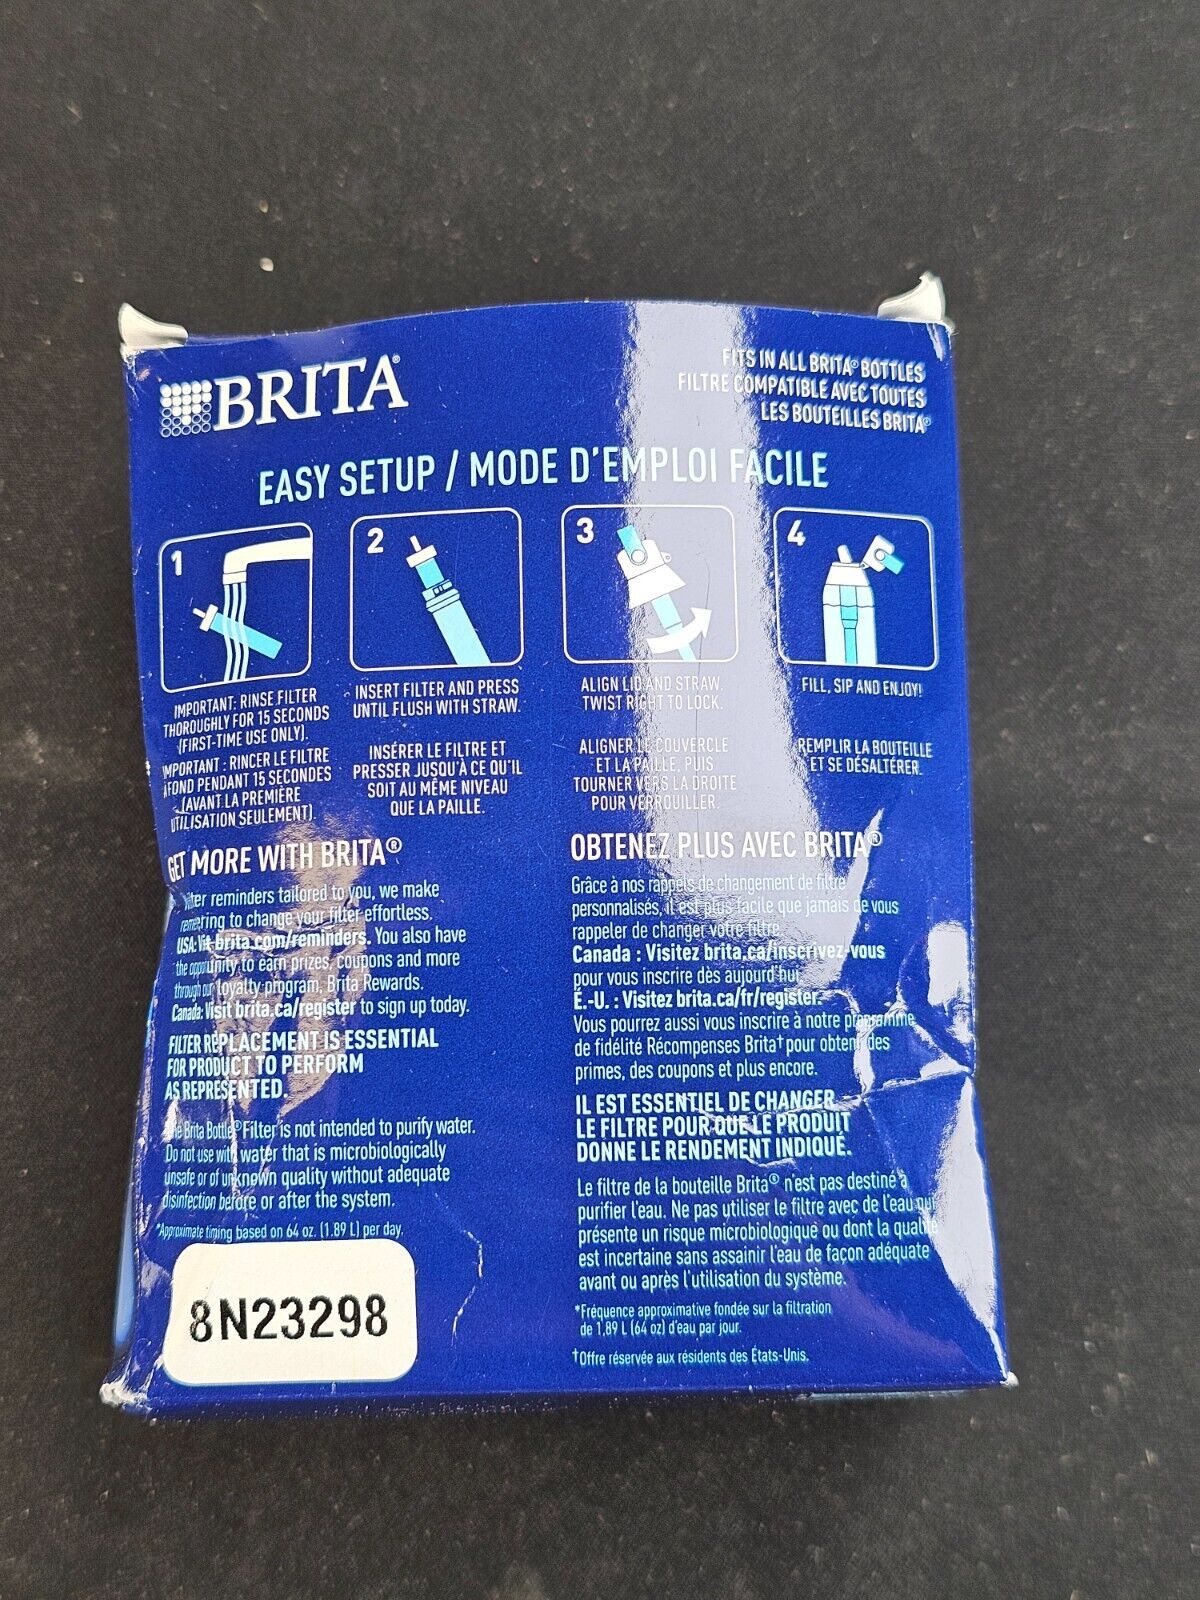 BRITA®
FITS IN ALL BRITA® BOTTLES
FILTRE COMPATIBLE AVEC TOUTES
LES BOUTEILLES BRITA®
EASY SETUP / MODE D'EMPLOI FACILE
1
IMPORTANT: RINSE FILTER
THOROUGHLY FOR 15 SECONDS
(FIRST-TIME USE ONLY).
IMPORTANT : RINCER LE FILTRE
FOND PENDANT 15 SECONDES
(AVANT LA PREMIÈRE
UTILISATION SEULEMENT).
2
INSERT FILTER AND PRESS
UNTIL FLUSH WITH STRAW.
INSÉRER LE FILTRE ET
PRESSER JUSQU'À CE QU'IL
SOIT AU MÊME NIVEAU
QUE LA PAILLE.
3
ALIGN LID AND STRAW.
TWIST RIGHT TO LOCK.
ALIGNER LE COUVERCLE
ET LA PAILLE, PUIS
TOURNER VERS LA DROITE
POUR VERROUILLER.
4
FILL, SIP AND ENJOY!
REMPLIR LA BOUTEILLE
ET SE DÉSALTÉRER.
GET MORE WITH BRITA®
reminders tailored to you, we make
to change your filter effortless.
USA: Visit brita.com/reminders. You also have
the opportunity to earn prizes, coupons and more
through our loyalty program, Brita Rewards.
Canada: Visit brita.ca/register to sign up today.
FILTER REPLACEMENT IS ESSENTIAL
FOR PRODUCT TO PERFORM
AS REPRESENTED.
Brita Bottle® Filter is not intended to purify water.
Do not use with water that is microbiologically
unsafe or of unknown quality without adequate
disinfection before or after the system.
*Approximate timing based on 64 oz. (1.89 L) per day.
8N23298
OBTENEZ PLUS AVEC BRITA®
Grâce à nos rappels de changement de filtre
personnalisés, il est plus facile que jamais de vous
rappeler de changer votre filtre.
Canada : Visitez brita.ca/inscrivez-vous
pour vous inscrire dès aujourd'hui.
É.-U. : Visitez brita.ca/fr/register.
Vous pourrez aussi vous inscrire à notre programme
de fidélité Récompenses Brita† pour obtenir des
primes, des coupons et plus encore.
IL EST ESSENTIEL DE CHANGER
LE FILTRE POUR QUE LE PRODUIT
DONNE LE RENDEMENT INDIQUÉ.
Le filtre de la bouteille Brita® n'est pas destiné à
purifier l'eau. Ne pas utiliser le filtre avec de l'eau qui
présente un risque microbiologique ou dont la qualité
est incertaine sans assainir l'eau de façon adéquate
avant ou après l'utilisation du système.
*Fréquence approximative fondée sur la filtration
de 1,89 L (64 oz) d'eau par jour.
†Offre réservée aux résidents des États-Unis.